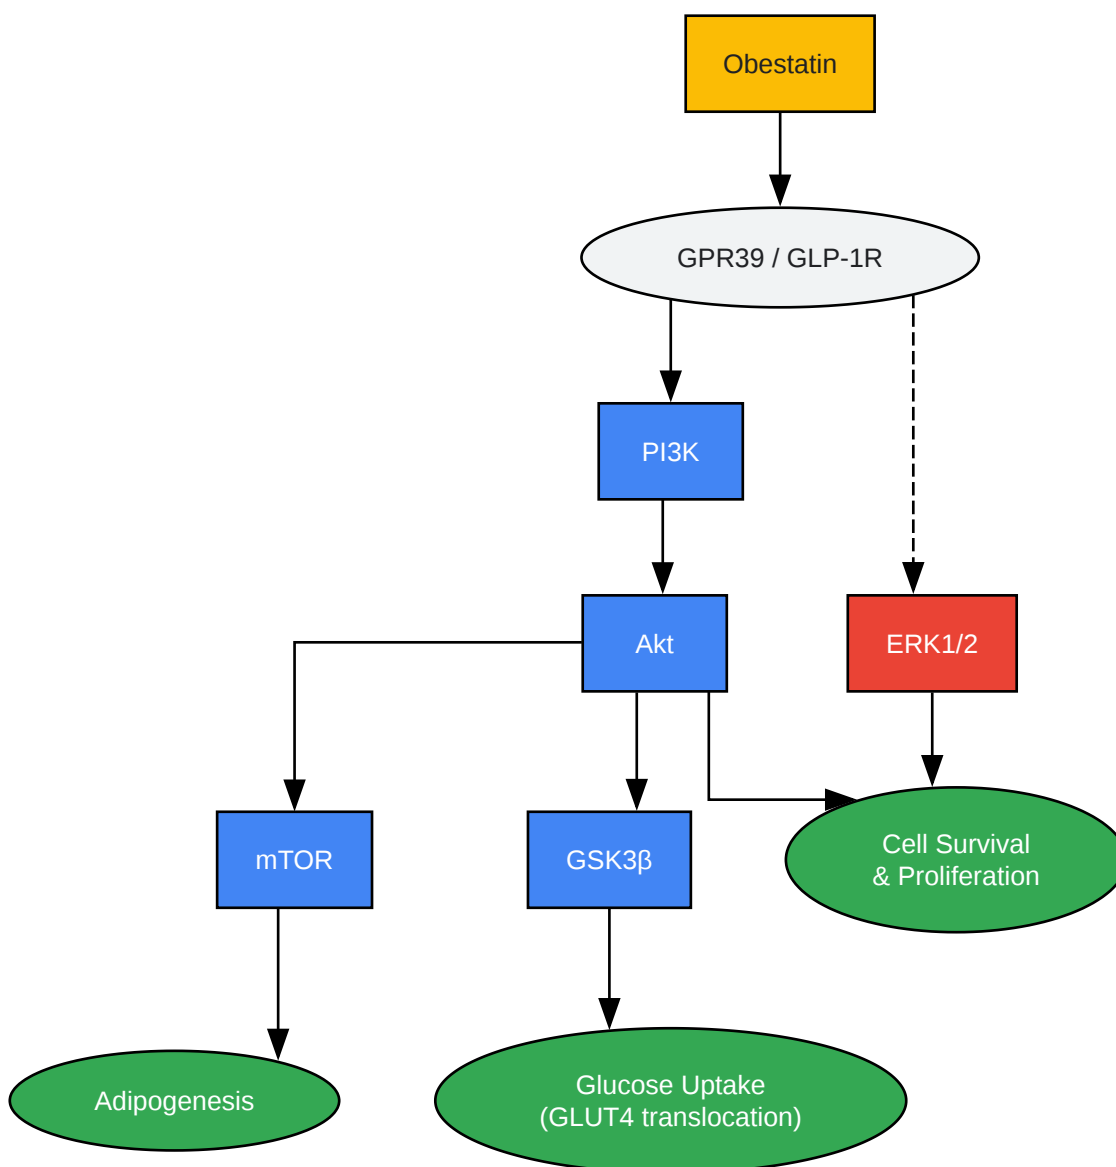 Obestatin
GPR39 / GLP-1R
PI3K
Akt
ERK1/2
mTOR
GSK3β
Cell Survival
& Proliferation
Adipogenesis
Glucose Uptake
(GLUT4 translocation)